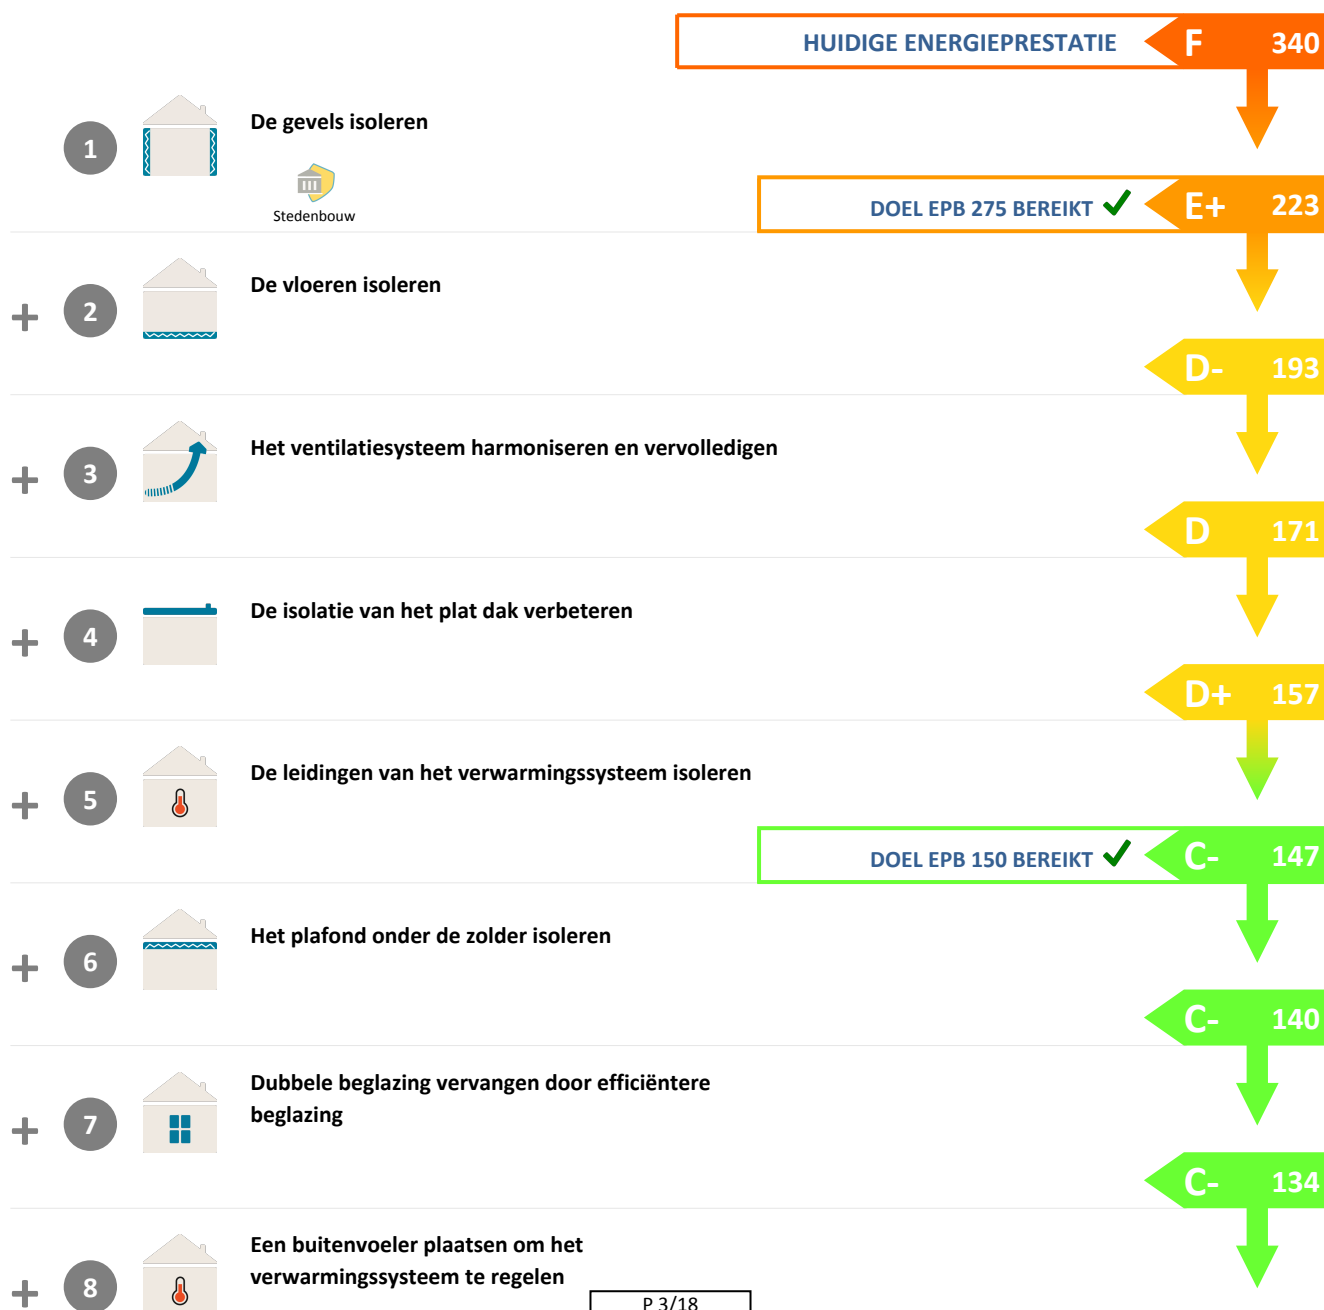 HUIDIGE ENERGIEPRESTATIE F 340
1 De gevels isoleren
Stedenbouw
DOEL EPB 275 BEREIKT E+ 223
+ 2 De vloeren isoleren
D- 193
+ 3 Het ventilatiesysteem harmoniseren en vervolledigen
D 171
+ 4 De isolatie van het plat dak verbeteren
D+ 157
+ 5 De leidingen van het verwarmingssysteem isoleren
DOEL EPB 150 BEREIKT C- 147
+ 6 Het plafond onder de zolder isoleren
C- 140
+ 7 Dubbele beglazing vervangen door efficiëntere
beglazing
C- 134
+ 8 Een buitenvoeler plaatsen om het
verwarmingssysteem te regelen
P 3/18